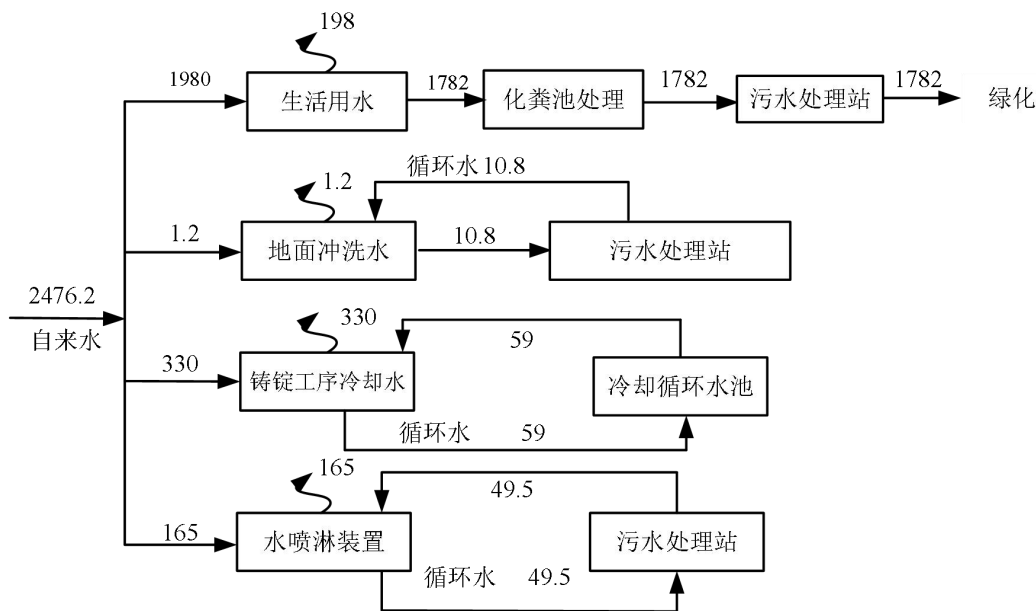 198
1980
生活用水
1782
化粪池处理
1782
污水处理站
1782
绿化
循环水 10.8
1.2
1.2
地面冲洗水
10.8
污水处理站
2476.2
自来水
330
59
330
铸锭工序冷却水
冷却循环水池
循环水 59
165
49.5
165
水喷淋装置
污水处理站
循环水 49.5